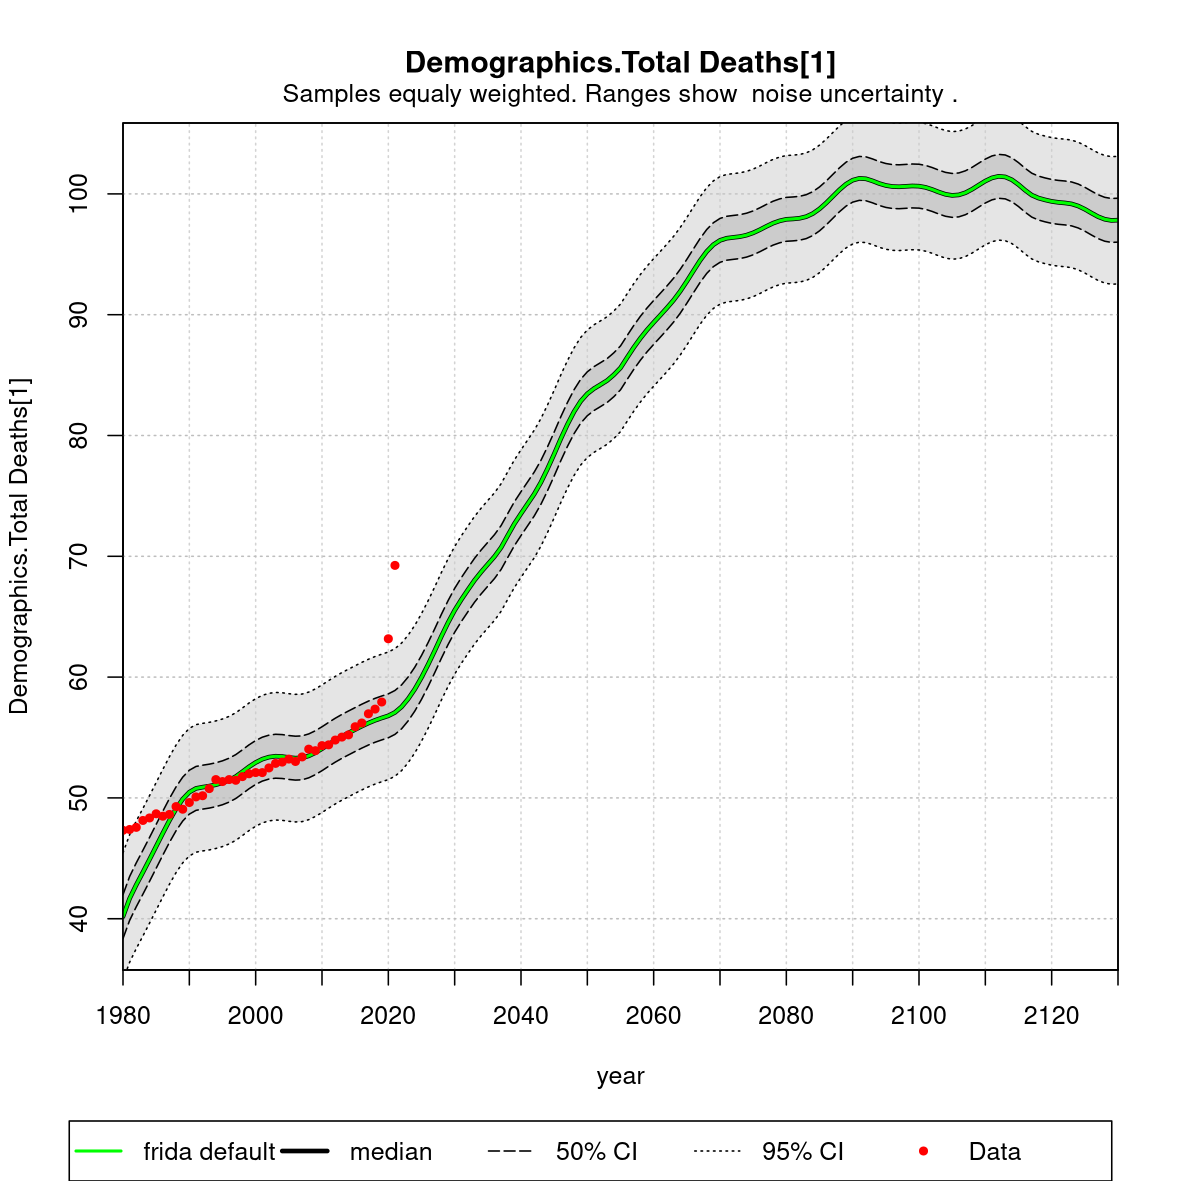 Demographics.Total Deaths[1]
Samples equaly weighted. Ranges show  noise uncertainty .
Demographics.Total Deaths[1]
100
90
80
70
60
50
40
1980 2000 2020 2040 2060 2080 2100 2120
year
frida default median 50% CI 95% CI Data